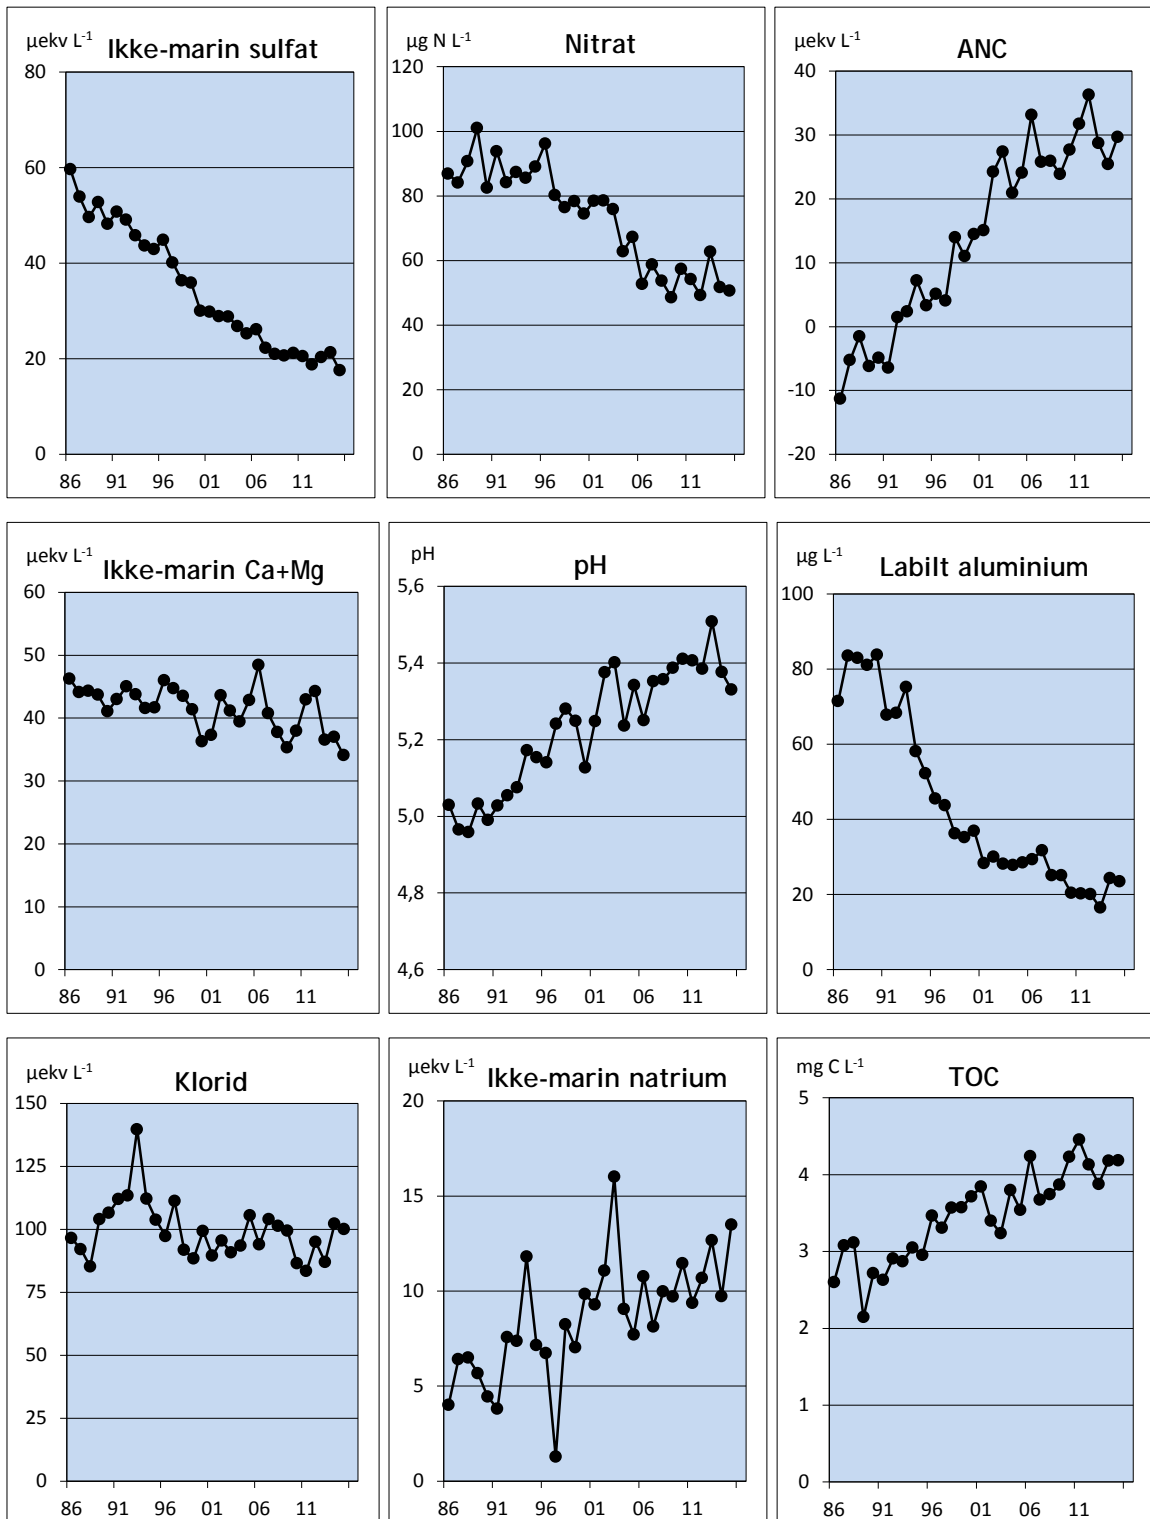 µekv L-1
Ikke-marin sulfat
80
60
40
20
0
86 91 96 01 06 11
µg N L-1
Nitrat
120
100
80
60
40
20
0
86 91 96 01 06 11
µekv L-1
ANC
40
30
20
10
0
-10
-20
86 91 96 01 06 11
µekv L-1
Ikke-marin Ca+Mg
60
50
40
30
20
10
0
86 91 96 01 06 11
pH
pH
5,6
5,4
5,2
5,0
4,8
4,6
86 91 96 01 06 11
µg L-1
Labilt aluminium
100
80
60
40
20
0
86 91 96 01 06 11
µekv L-1
Klorid
150
125
100
75
50
25
0
86 91 96 01 06 11
µekv L-1
Ikke-marin natrium
20
15
10
5
0
86 91 96 01 06 11
mg C L-1
TOC
5
4
3
2
1
0
86 91 96 01 06 11